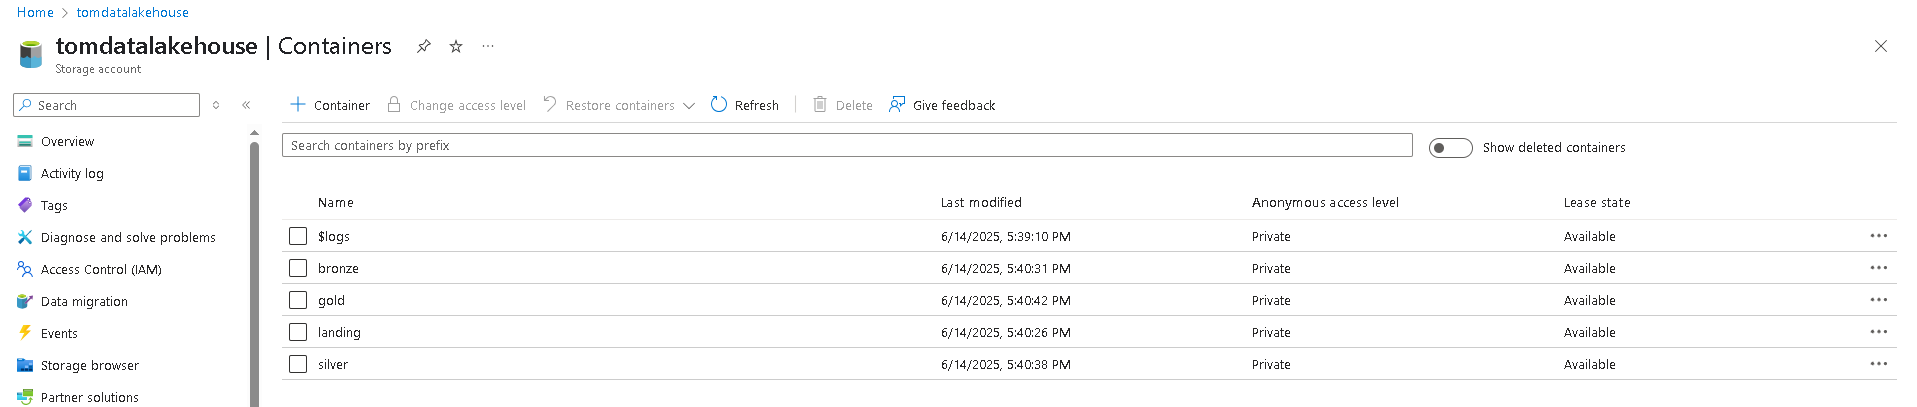 Home > tomdatalakehouse
tomdatalakehouse | Containers
Storage account
Search
Container Change access level Restore containers Refresh Delete Give feedback
Overview
Activity log
Tags
Diagnose and solve problems
Access Control (IAM)
Data migration
Events
Storage browser
Partner solutions
Search containers by prefix
Show deleted containers
Name Last modified Anonymous access level Lease state
$logs 6/14/2025, 5:39:10 PM Private Available
bronze 6/14/2025, 5:40:31 PM Private Available
gold 6/14/2025, 5:40:42 PM Private Available
landing 6/14/2025, 5:40:26 PM Private Available
silver 6/14/2025, 5:40:38 PM Private Available